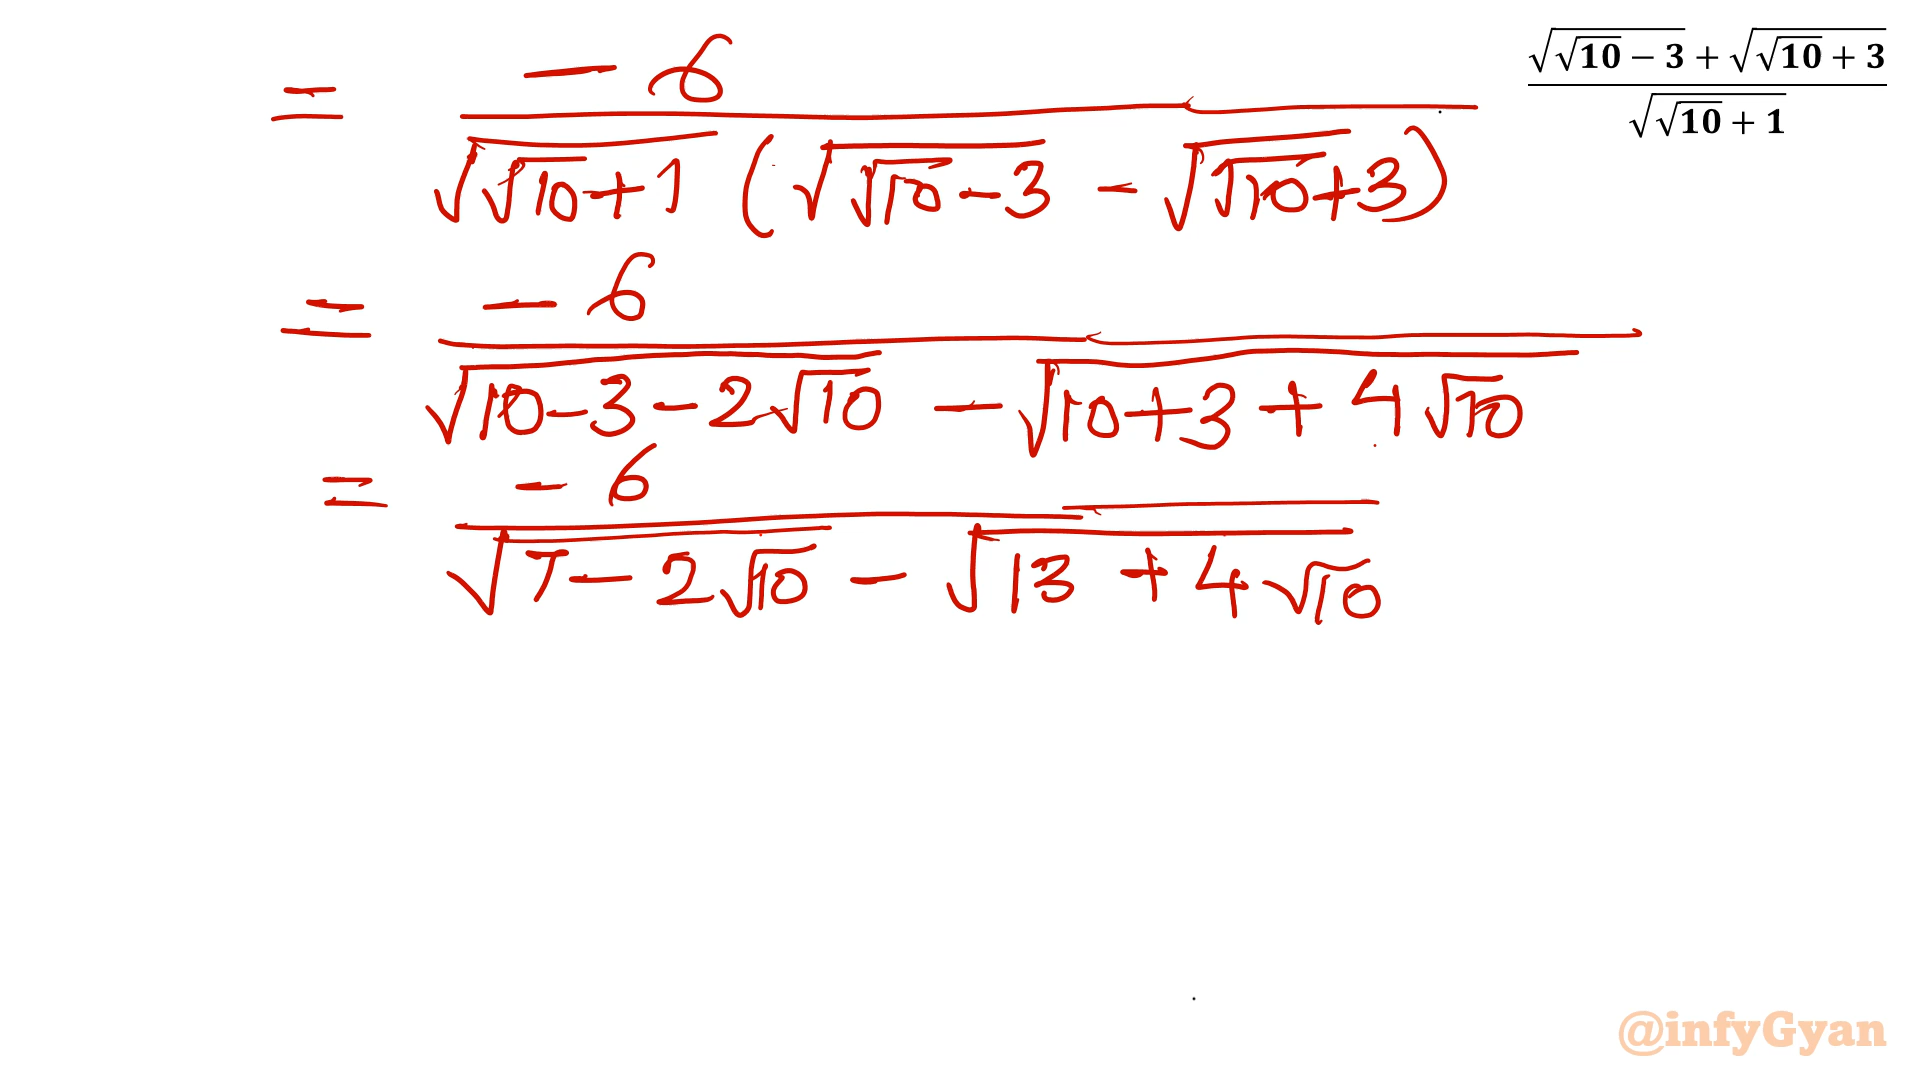 (√(√10 − 3) + √(√10 + 3)) / √(√10 + 1)
= −6 / (√(√10 + 1) (√(√10 − 3) − √(√10 + 3)))
= −6 / (√(10 − 3 − 2√10) − √(10 + 3 + 4√10))
= −6 / (√(7 − 2√10) − √(13 + 4√10))
@infyGyan